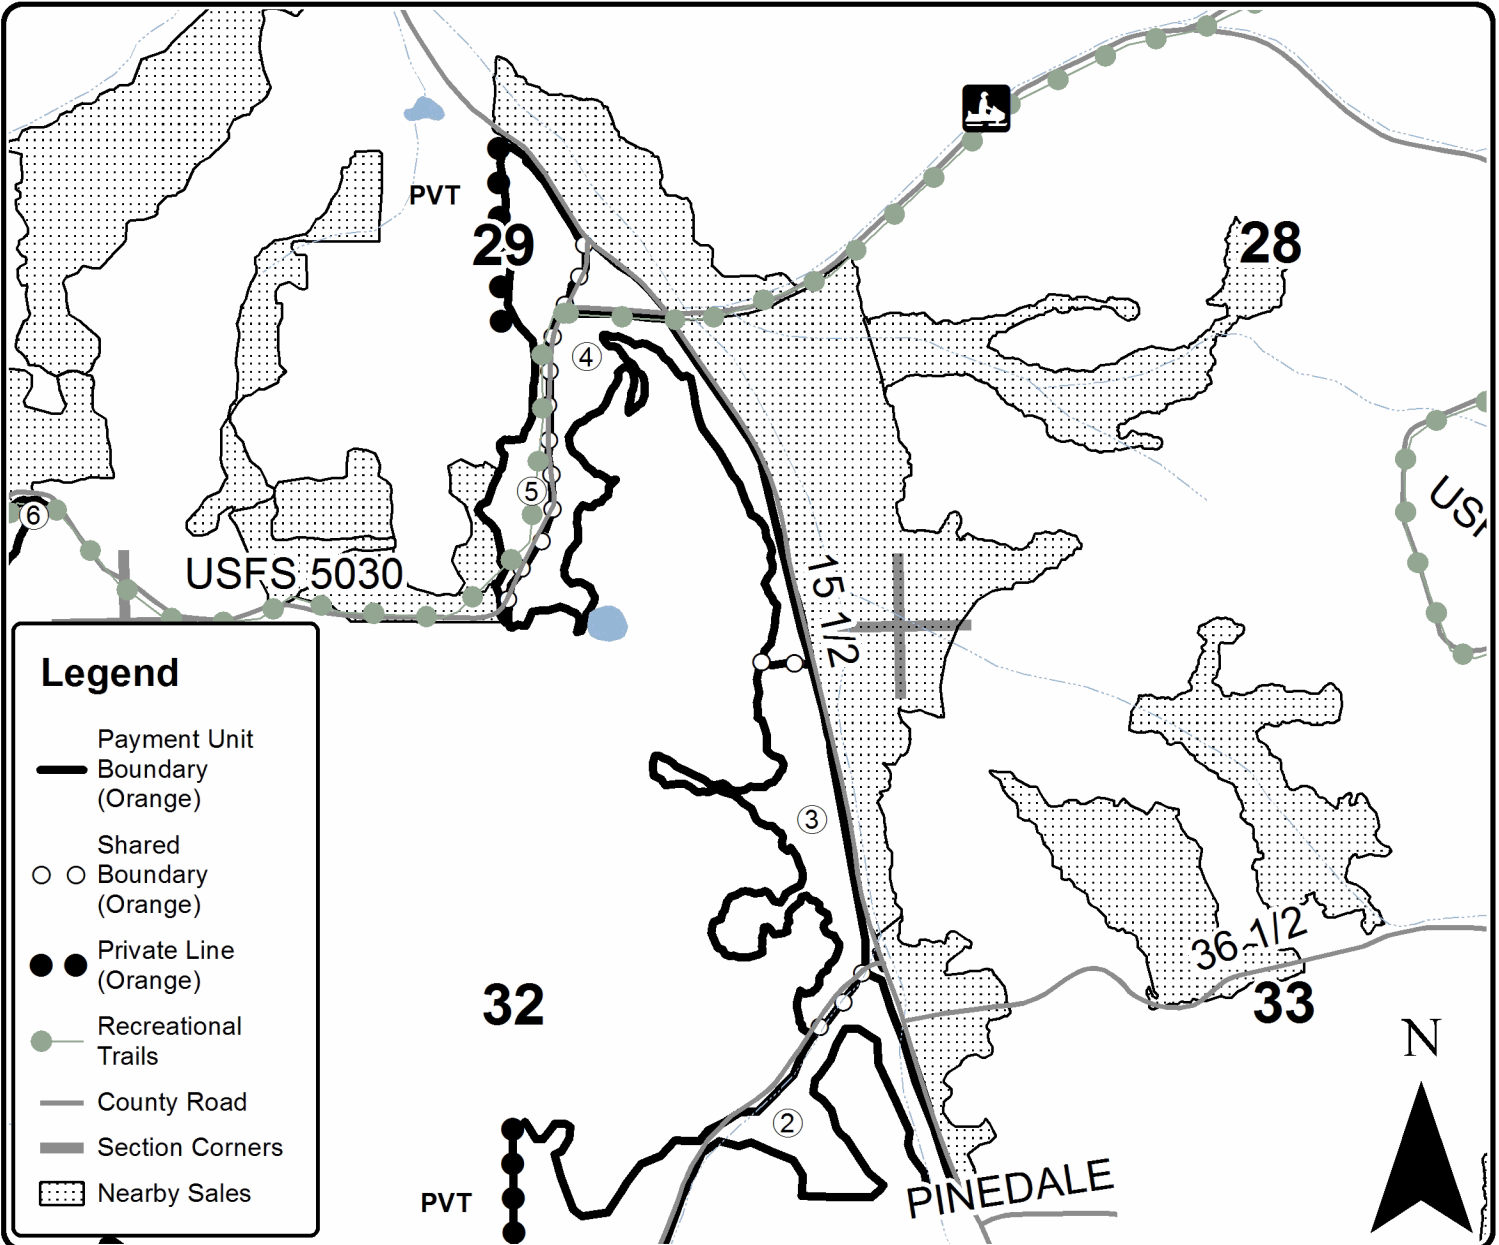 PVT
29
28
4
5
6
USFS 5030
15 1/2
3
36 1/2
33
32
2
PVT
PINEDALE
N
Legend
Payment Unit
Boundary
(Orange)
Shared
Boundary
(Orange)
Private Line
(Orange)
Recreational
Trails
County Road
Section Corners
Nearby Sales